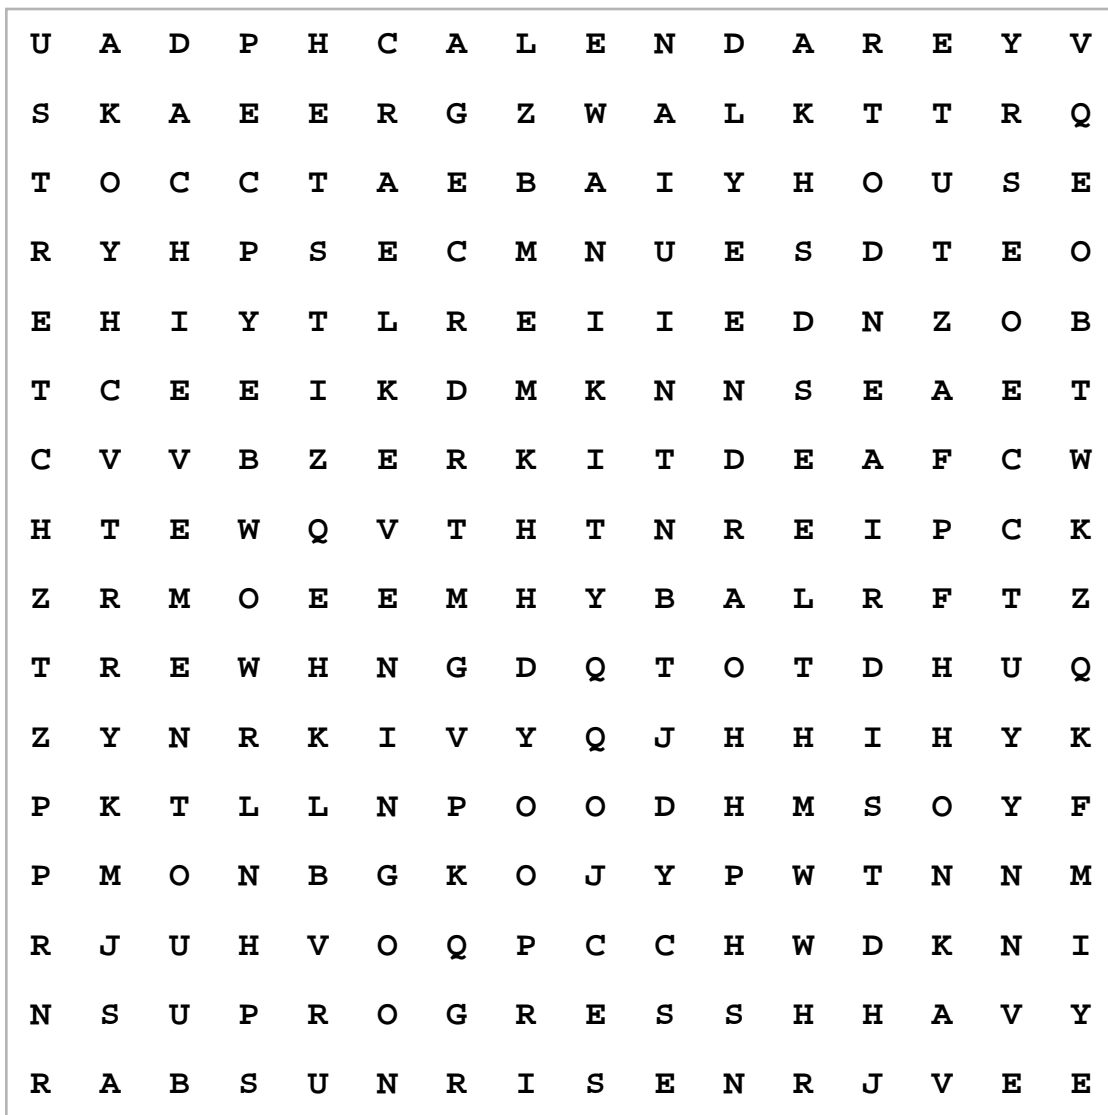 U A D P H C A L E N D A R E Y V
S K A E E R G Z W A L K T T R Q
T O C C T A E B A I Y H O U S E
R Y H P S E C M N U E S D T E O
E H I Y T L R E I I E D N Z O B
T C E E I K D M K N N S E A E T
C V V B Z E R K I T D E A F C W
H T E W Q V T H T N R E I P C K
Z R M O E E M H Y B A L R F T Z
T R E W H N G D Q T O T D H U Q
Z Y N R K I V Y Q J H H I H Y K
P K T L L N P O O D H M S O Y F
P M O N B G K O J Y P W T N N M
R J U H V O Q P C C H W D K N I
N S U P R O G R E S S H H A V Y
R A B S U N R I S E N R J V E E